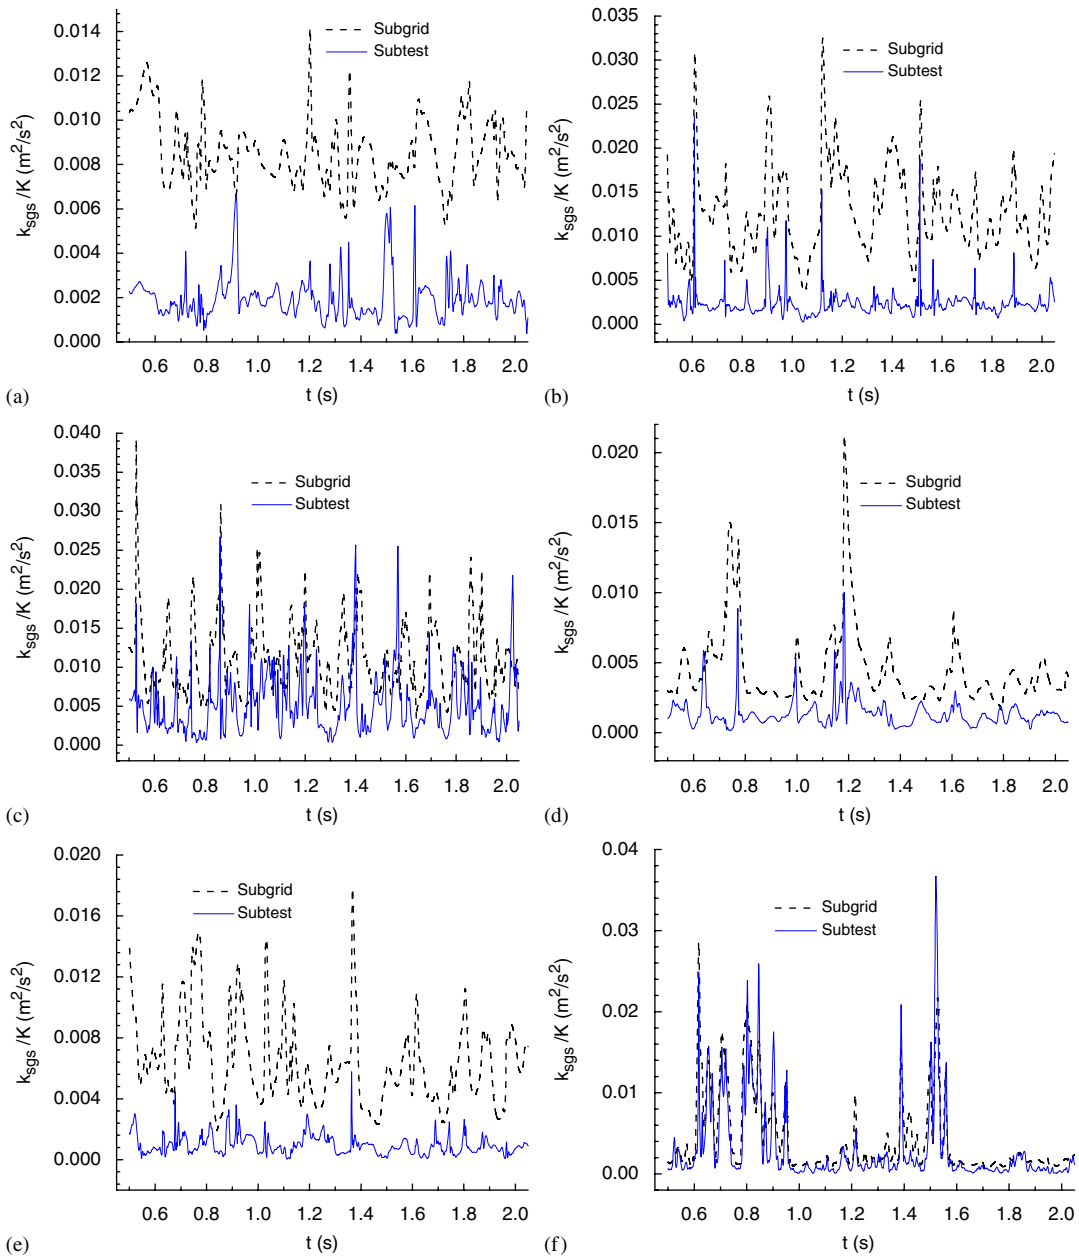 0.014
0.012
0.010
0.008
0.006
0.004
0.002
0.000
k_sgs /K (m²/s²)
Subgrid
Subtest
0.6 0.8 1.0 1.2 1.4 1.6 1.8 2.0
t (s)
(a)
0.035
0.030
0.025
0.020
0.015
0.010
0.005
0.000
k_sgs /K (m²/s²)
Subgrid
Subtest
0.6 0.8 1.0 1.2 1.4 1.6 1.8 2.0
t (s)
(b)
0.040
0.035
0.030
0.025
0.020
0.015
0.010
0.005
0.000
k_sgs /K (m²/s²)
Subgrid
Subtest
0.6 0.8 1.0 1.2 1.4 1.6 1.8 2.0
t (s)
(c)
0.020
0.015
0.010
0.005
0.000
k_sgs /K (m²/s²)
Subgrid
Subtest
0.6 0.8 1.0 1.2 1.4 1.6 1.8 2.0
t (s)
(d)
0.020
0.016
0.012
0.008
0.004
0.000
k_sgs /K (m²/s²)
Subgrid
Subtest
0.6 0.8 1.0 1.2 1.4 1.6 1.8 2.0
t (s)
(e)
0.04
0.03
0.02
0.01
0.00
k_sgs /K (m²/s²)
Subgrid
Subtest
0.6 0.8 1.0 1.2 1.4 1.6 1.8 2.0
t (s)
(f)